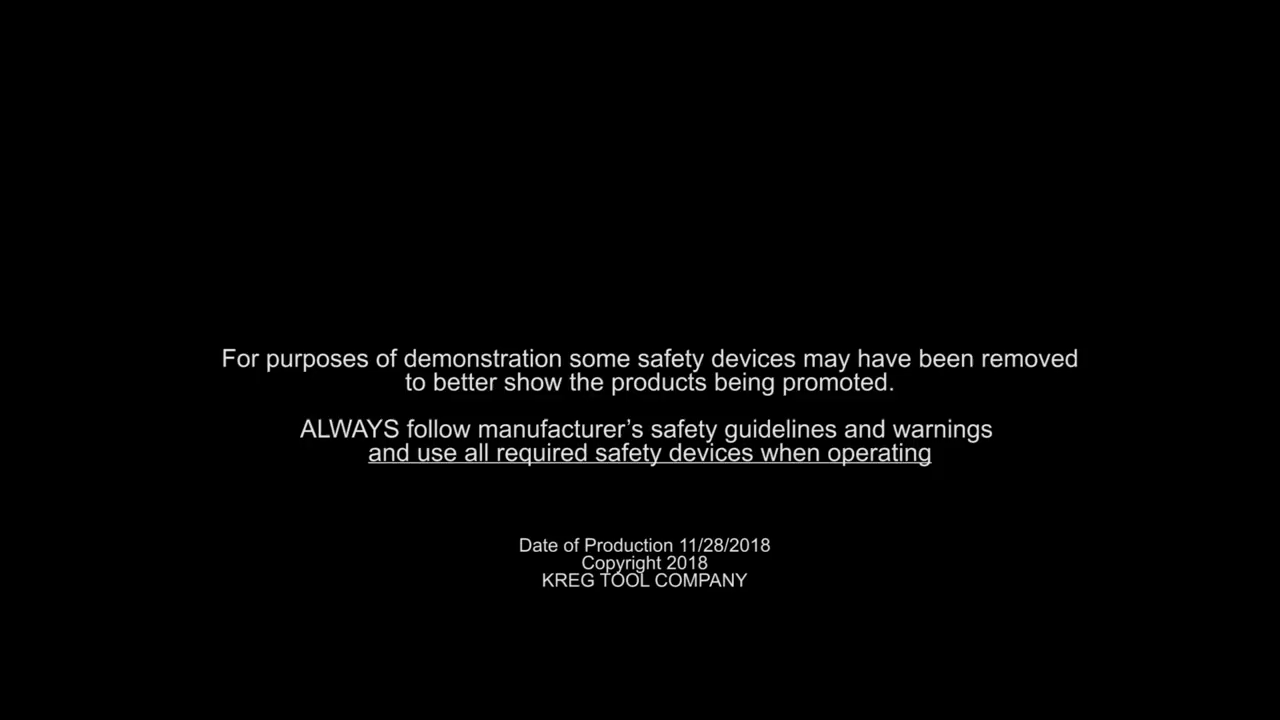 For purposes of demonstration some safety devices may have been removed
to better show the products being promoted.
ALWAYS follow manufacturer’s safety guidelines and warnings
and use all required safety devices when operating
Date of Production 11/28/2018
Copyright 2018
KREG TOOL COMPANY